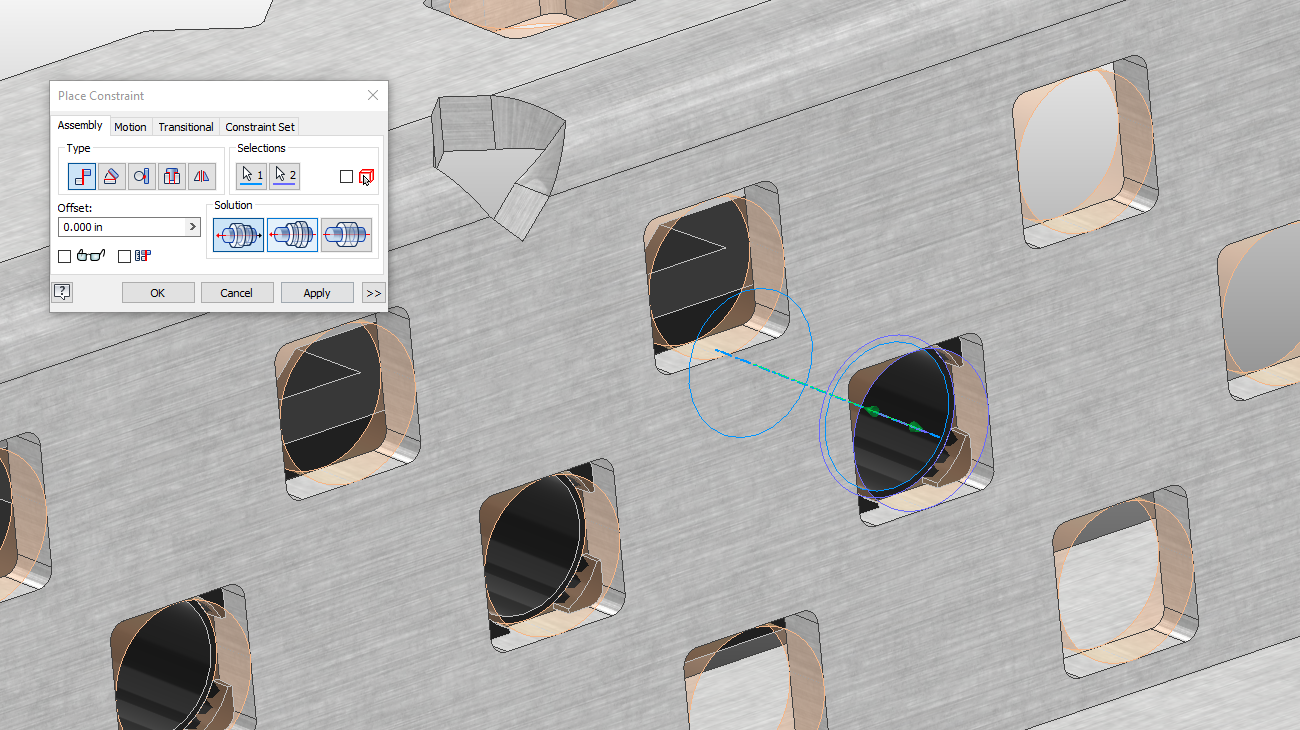 Place Constraint
Assembly Motion Transitional Constraint Set
Type
Selections
1 2
Offset:
0.000 in >
Solution
? OK Cancel Apply >>